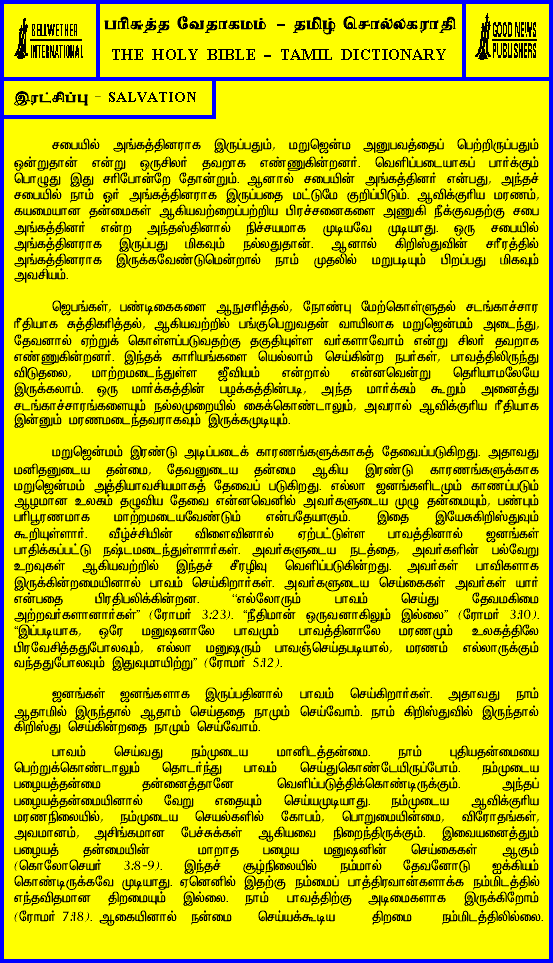 BELLWETHER
INTERNATIONAL
பரிசுத்த வேதாகமம் – தமிழ் சொல்லகராதி
THE HOLY BIBLE – TAMIL DICTIONARY
GOOD NEWS
PUBLISHERS
இரட்சிப்பு – SALVATION
சபையில் அங்கத்தினராக இருப்பதும், மறுஜென்ம அனுபவத்தைப் பெற்றிருப்பதும்
ஒன்றுதான் என்று ஒருசிலர் தவறாக எண்ணுகின்றனர். வெளிப்படையாகப் பார்க்கும்
பொழுது இது சரிபோன்றே தோன்றும். ஆனால் சபையின் அங்கத்தினர் என்பது, அந்தச்
சபையில் நாம் ஓர் அங்கத்தினராக இருப்பதை மட்டுமே குறிப்பிடும். ஆவிக்குரிய மரணம்,
சுயமையான தன்மைகள் ஆகியவற்றைப்பற்றிய பிரச்சனைகளை அணுகி நீக்குவதற்கு சபை
அங்கத்தினர் என்ற அந்தஸ்தினால் நிச்சயமாக முடியவே முடியாது. ஒரு சபையில்
அங்கத்தினராக இருப்பது மிகவும் நல்லதுதான். ஆனால் கிறிஸ்துவின் சரீரத்தில்
அங்கத்தினராக இருக்கவேண்டுமென்றால் நாம் முதலில் மறுபடியும் பிறப்பது மிகவும்
அவசியம்.
ஜெபங்கள், பண்டிகைகளை ஆநுசரித்தல், நோண்பு மேற்கொள்ளுதல் சடங்காச்சார
ரீதியாக சுத்திகரித்தல், ஆகியவற்றில் பங்குபெறுவதன் வாயிலாக மறுஜென்மம் அடைந்து,
தேவனால் ஏற்றுக் கொள்ளப்படுவதற்கு தகுதியுள்ள வர்களாவோம் என்று சிலர் தவறாக
எண்ணுகின்றனர். இந்தக் காரியங்களை யெல்லாம் செய்கின்ற நபர்கள், பாவத்திலிருந்து
விடுதலை, மாற்றமடைந்துள்ள ஜீவியம் என்றால் என்னவென்று தெரியாமலேயே
இருக்கலாம். ஒரு மார்க்கத்தின் பழக்கத்தின்படி, அந்த மார்க்கம் கூறும் அனைத்து
சடங்காச்சாரங்களையும் நல்லமுறையில் கைக்கொண்டாலும், அவரால் ஆவிக்குரிய ரீதியாக
இன்னும் மரணமடைந்தவராகவும் இருக்கமுடியும்.
மறுஜென்மம் இரண்டு அடிப்படைக் காரணங்களுக்காகத் தேவைப்படுகிறது. அதாவது
மனிதனுடைய தன்மை, தேவனுடைய தன்மை ஆகிய இரண்டு காரணங்களுக்காக
மறுஜென்மம் அத்தியாவசியமாகத் தேவைப் படுகிறது. எல்லா ஜனங்களிடமும் காணப்படும்
ஆழமான உலகம் தழுவிய தேவை என்னவெனில் அவர்களுடைய முழு தன்மையும், பண்பும்
பரிபூரணமாக மாற்றமடையவேண்டும் என்பதேயாகும். இதை இயேசுகிறிஸ்துவும்
கூறியுள்ளார். வீழ்ச்சியின் விளைவினால் ஏற்பட்டுள்ள பாவத்தினால் ஜனங்கள்
பாதிக்கப்பட்டு நஷ்டமடைந்துள்ளார்கள். அவர்களுடைய நடத்தை, அவர்களின் பல்வேறு
உறவுகள் ஆகியவற்றில் இந்தச் சீரழிவு வெளிப்படுகின்றது. அவர்கள் பாவிகளாக
இருக்கின்றமையினால் பாவம் செய்கிறார்கள். அவர்களுடைய செய்கைகள் அவர்கள் யார்
என்பதை பிரதிபலிக்கின்றன. “எல்லோரும் பாவம் செய்து தேவமகிமை
அற்றவர்களானார்கள்” (ரோமர் 3:23). “நீதிமான் ஒருவனாகிலும் இல்லை” (ரோமர் 3:10).
“இப்படியாக, ஒரே மனுஷனாலே பாவமும் பாவத்தினாலே மரணமும் உலகத்திலே
பிரவேசித்ததுபோலவும், எல்லா மனுஷரும் பாவஞ்செய்தபடியால், மரணம் எல்லாருக்கும்
வந்ததுபோலவும் இதுவுமாயிற்று” (ரோமர் 5:12).
ஜனங்கள் ஜனங்களாக இருப்பதினால் பாவம் செய்கிறார்கள். அதாவது நாம்
ஆதாமில் இருந்தால் ஆதாம் செய்ததை நாமும் செய்வோம். நாம் கிறிஸ்துவில் இருந்தால்
கிறிஸ்து செய்கின்றதை நாமும் செய்வோம்.
பாவம் செய்வது நம்முடைய மானிடத்தன்மை. நாம் புதியதன்மையை
பெற்றுக்கொண்டாலும் தொடர்ந்து பாவம் செய்துகொண்டேயிருப்போம். நம்முடைய
பழையத்தன்மை தன்னைத்தானே வெளிப்படுத்திக்கொண்டிருக்கும். அந்தப்
பழையத்தன்மையினால் வேறு எதையும் செய்யமுடியாது. நம்முடைய ஆவிக்குரிய
மரணநிலையில், நம்முடைய செயல்களில் கோபம், பொறுமையின்மை, விரோதங்கள்,
அவமானம், அசிங்கமான பேச்சுக்கள் ஆகியவை நிறைந்திருக்கும். இவையனைத்தும்
பழையத் தன்மையின் மாறாத பழைய மனுஷனின் செய்கைகள் ஆகும்
(கொலோசெயர் 3:8-9). இந்தச் சூழ்நிலையில் நம்மால் தேவனோடு ஐக்கியம்
கொண்டிருக்கவே முடியாது. ஏனெனில் இதற்கு நம்மைப் பாத்திரவான்களாக்க நம்மிடத்தில்
எந்தவிதமான திறமையும் இல்லை. நாம் பாவத்திற்கு அடிமைகளாக இருக்கிறோம்
(ரோமர் 7:18). ஆகையினால் நன்மை செய்யக்கூடிய திறமை நம்மிடத்திலில்லை.